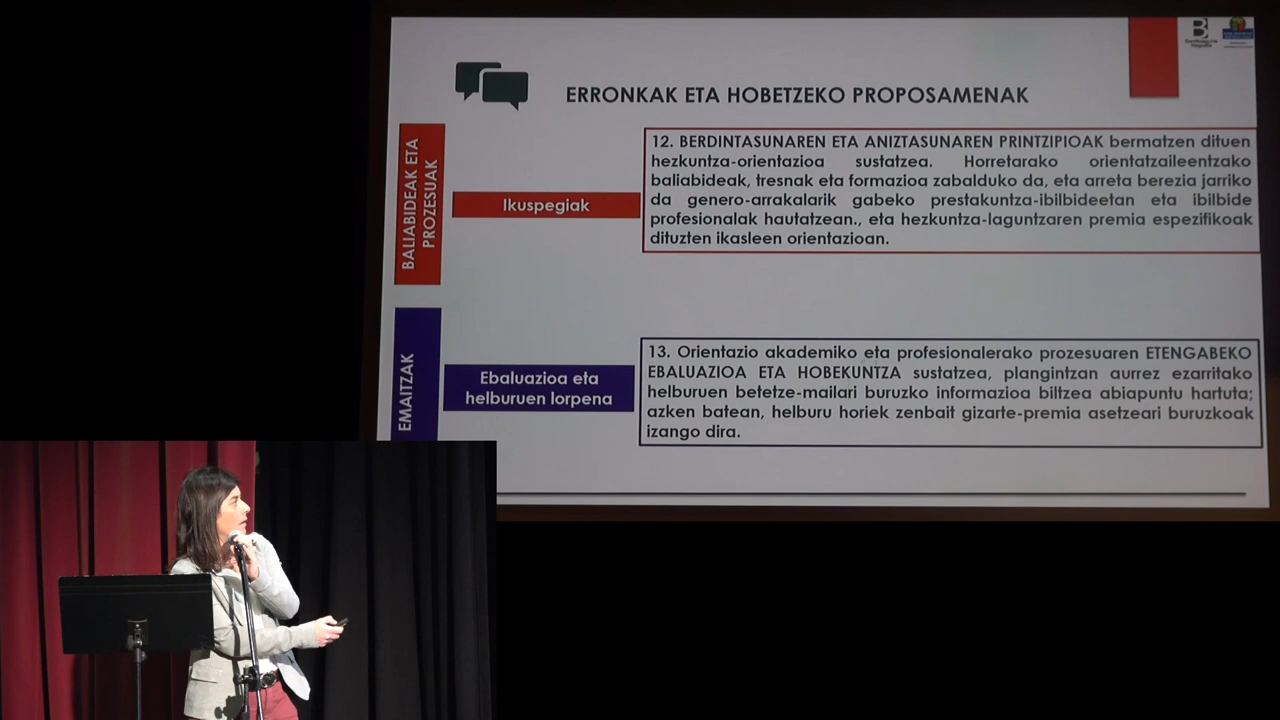 ERRONKAK ETA HOBETZEKO PROPOSAMENAK
BALIABIDEAK ETA
PROZESUAK
Ikuspegiak
12. BERDINTASUNAREN ETA ANIZTASUNAREN PRINTZIPIOAK bermatzen dituen
hezkuntza-orientazioa sustatzea. Horretarako orientatzaileentzako
baliabideak, tresnak eta formazioa zabalduko da, eta arreta berezia jarriko
da genero-arrakalarik gabeko prestakuntza-ibilbideetan eta ibilbide
profesionalak hautatzean., eta hezkuntza-laguntzaren premia espezifikoak
dituzten ikasleen orientazioan.
EMAITZAK
Ebaluazioa eta
helburuen lorpena
13. Orientazio akademiko eta profesionalerako prozesuaren ETENGABEKO
EBALUAZIOA ETA HOBEKUNTZA sustatzea, plangintzan aurrez ezarritako
helburuen betetze-mailari buruzko informazioa biltzea abiapuntu hartuta;
azken batean, helburu horiek zenbait gizarte-premia asetzeari buruzkoak
izango dira.